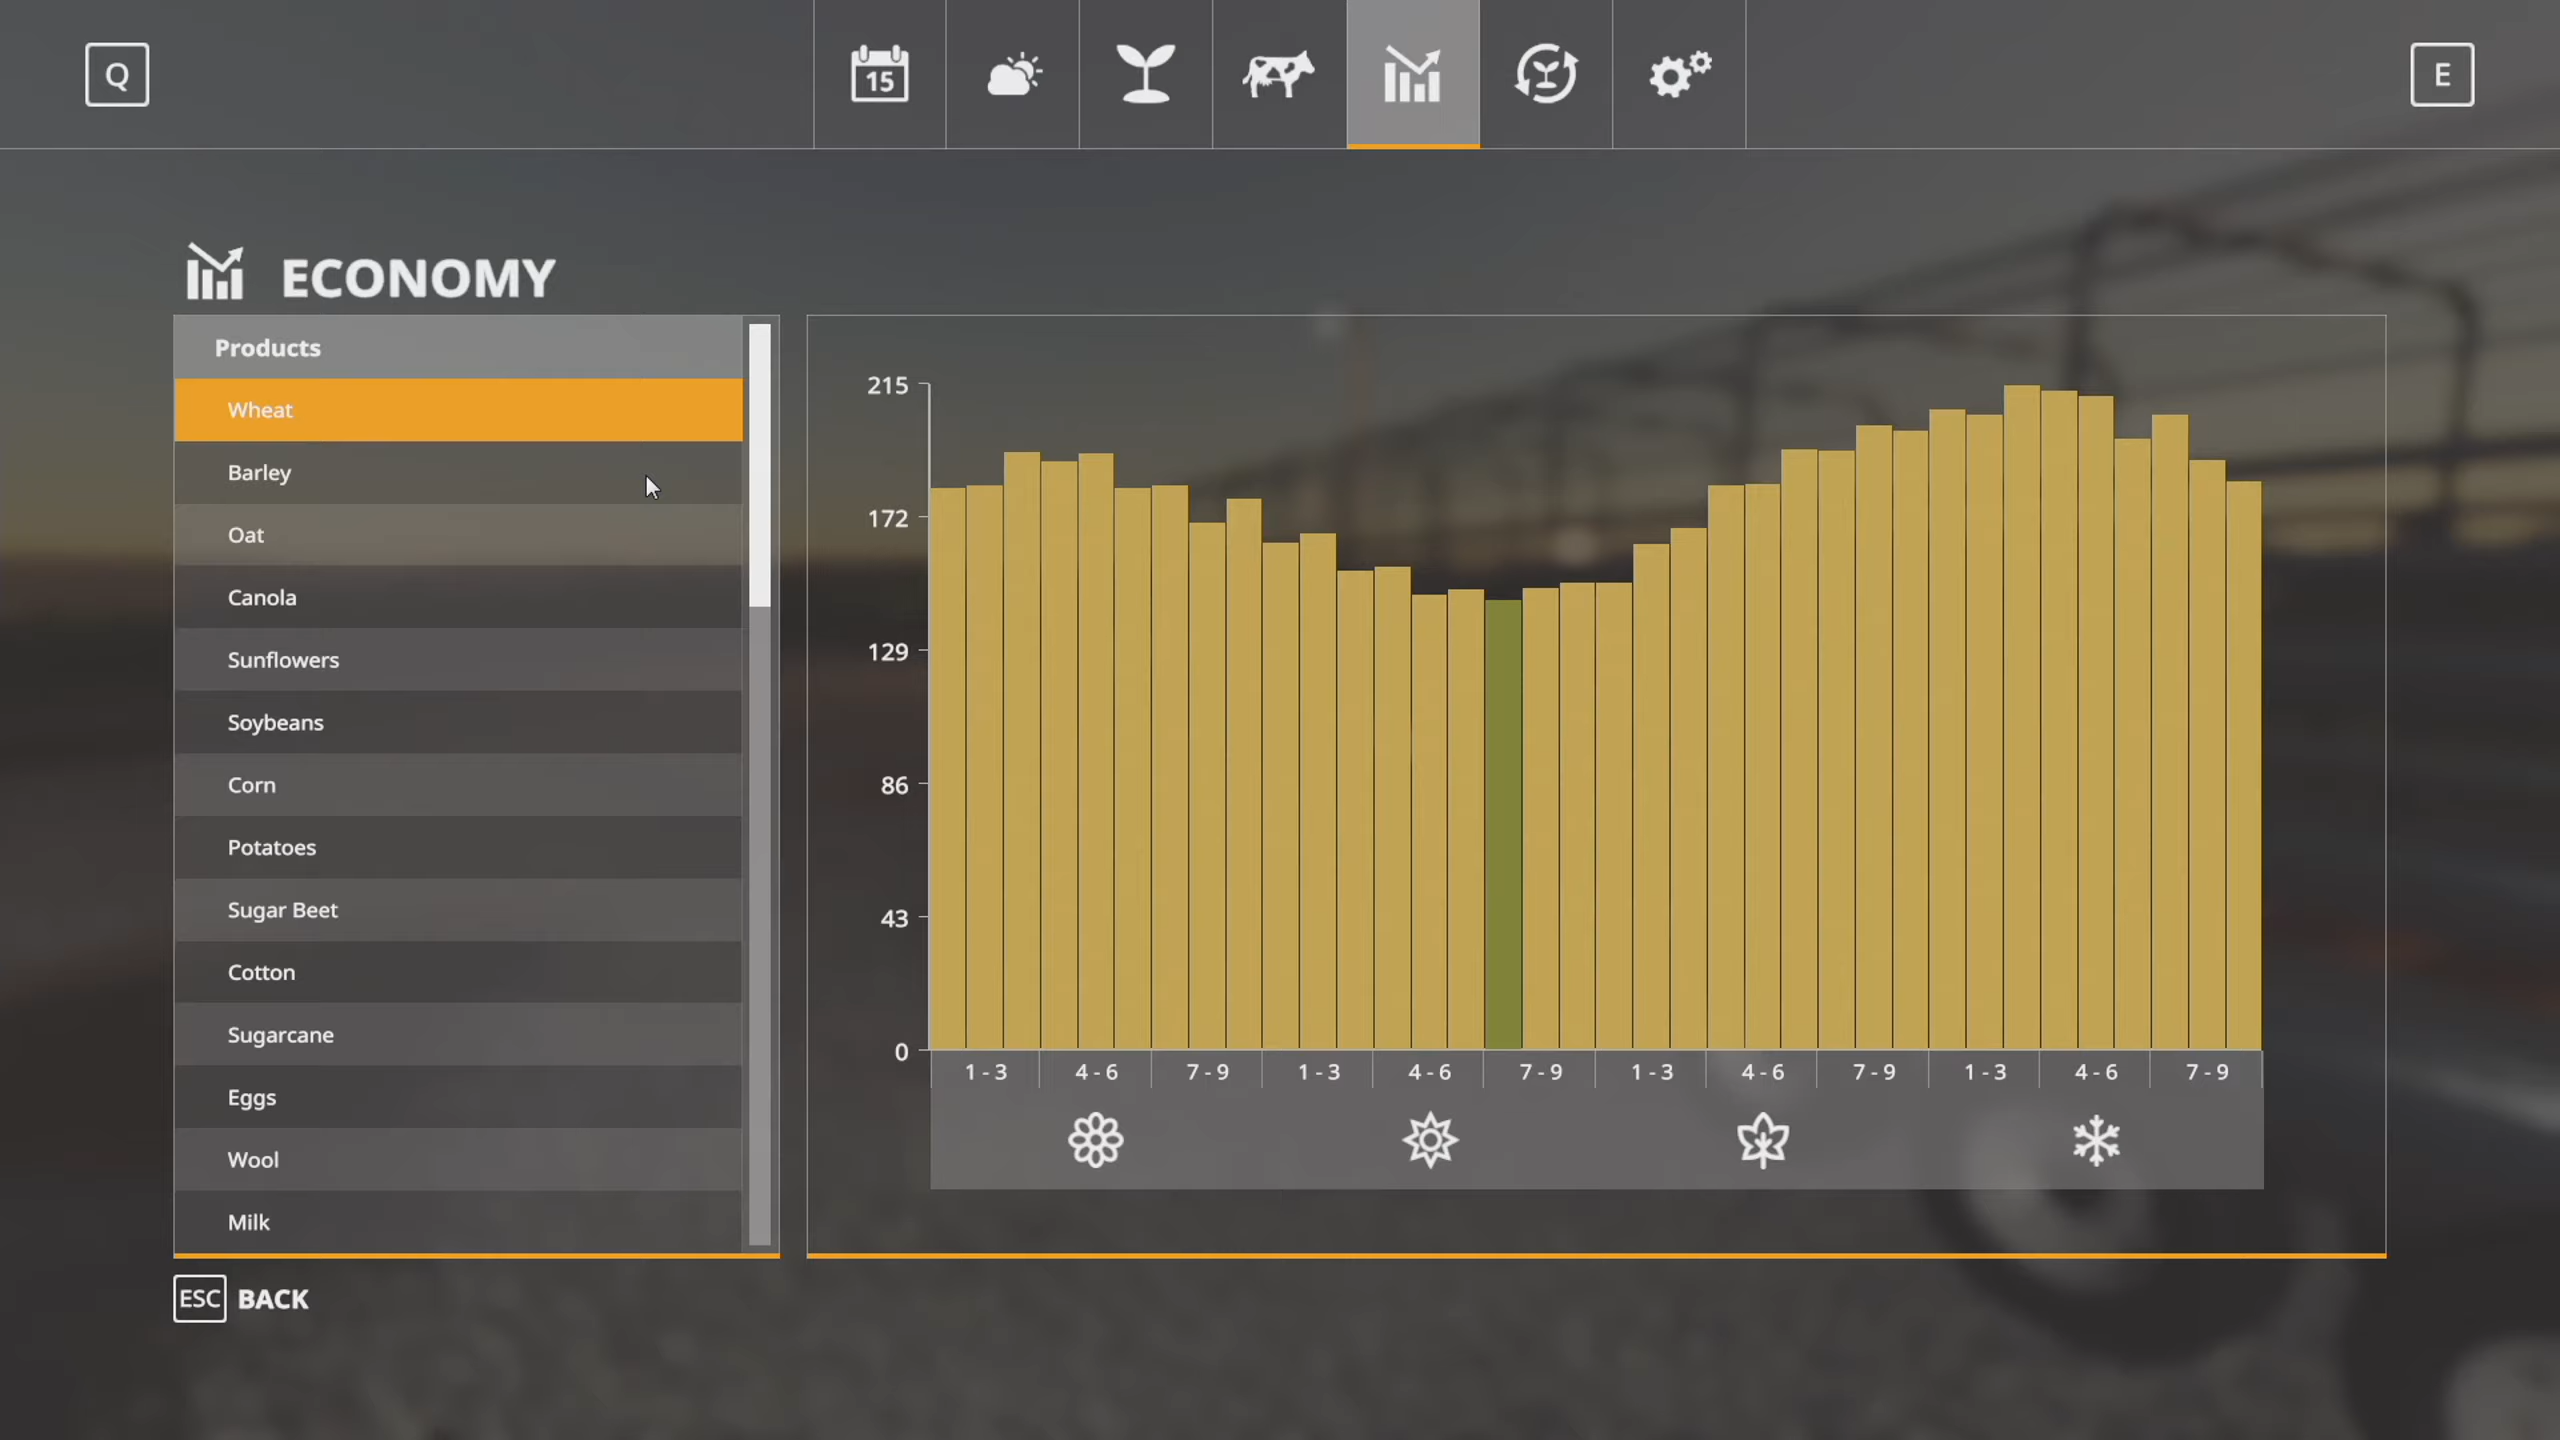 Q
15
E
ECONOMY
Products
Wheat
Barley
Oat
Canola
Sunflowers
Soybeans
Corn
Potatoes
Sugar Beet
Cotton
Sugarcane
Eggs
Wool
Milk
215
172
129
86
43
0
1 - 3 4 - 6 7 - 9 1 - 3 4 - 6 7 - 9 1 - 3 4 - 6 7 - 9 1 - 3 4 - 6 7 - 9
ESC BACK